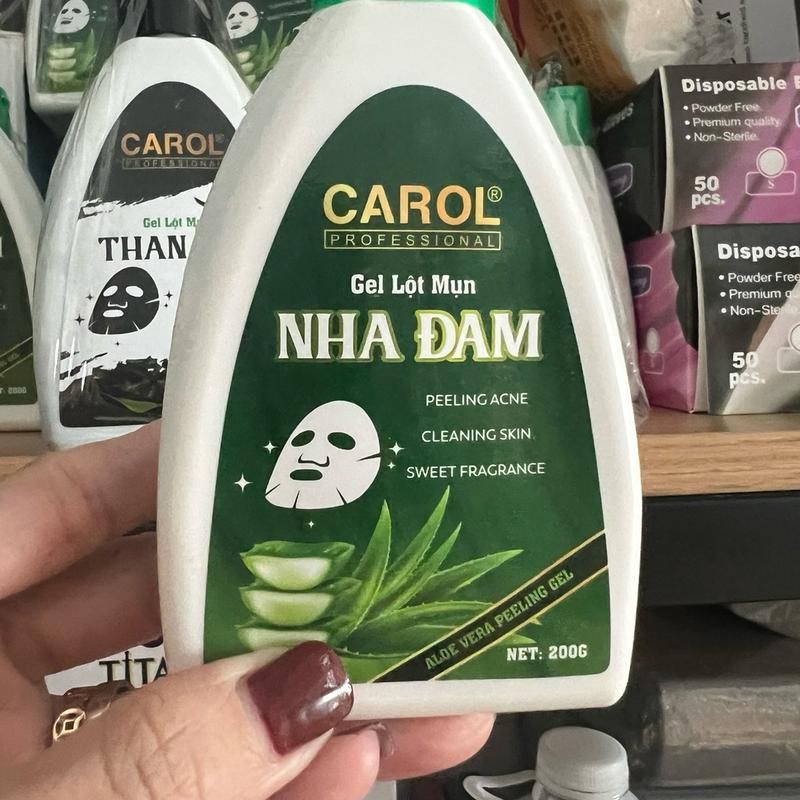 CAROL®
PROFESSIONAL
Gel Lột Mụn
NHA ĐAM
PEELING ACNE
CLEANING SKIN
SWEET FRAGRANCE
ALOE VERA PEELING GEL
NET: 200G
CAROL®
PROFESSIONAL
Gel Lột
THAN
TITA
Disposable
• Powder Free.
• Premium quality.
• Non-Sterile.
50
pcs.
S
Disposa
• Powder Free
• Premium
• Non-Ste
50
pcs.